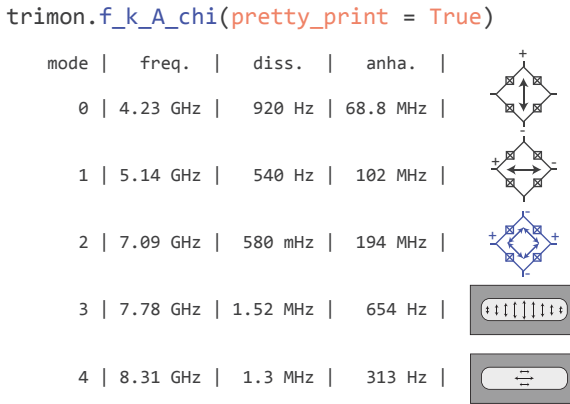 trimon.f_k_A_chi(pretty_print = True)
mode | freq. | diss. | anha. |
0 | 4.23 GHz | 920 Hz | 68.8 MHz |
+
-
1 | 5.14 GHz | 540 Hz | 102 MHz |
+ -
2 | 7.09 GHz | 580 mHz | 194 MHz |
-
+ +
-
3 | 7.78 GHz | 1.52 MHz | 654 Hz |
4 | 8.31 GHz | 1.3 MHz | 313 Hz |